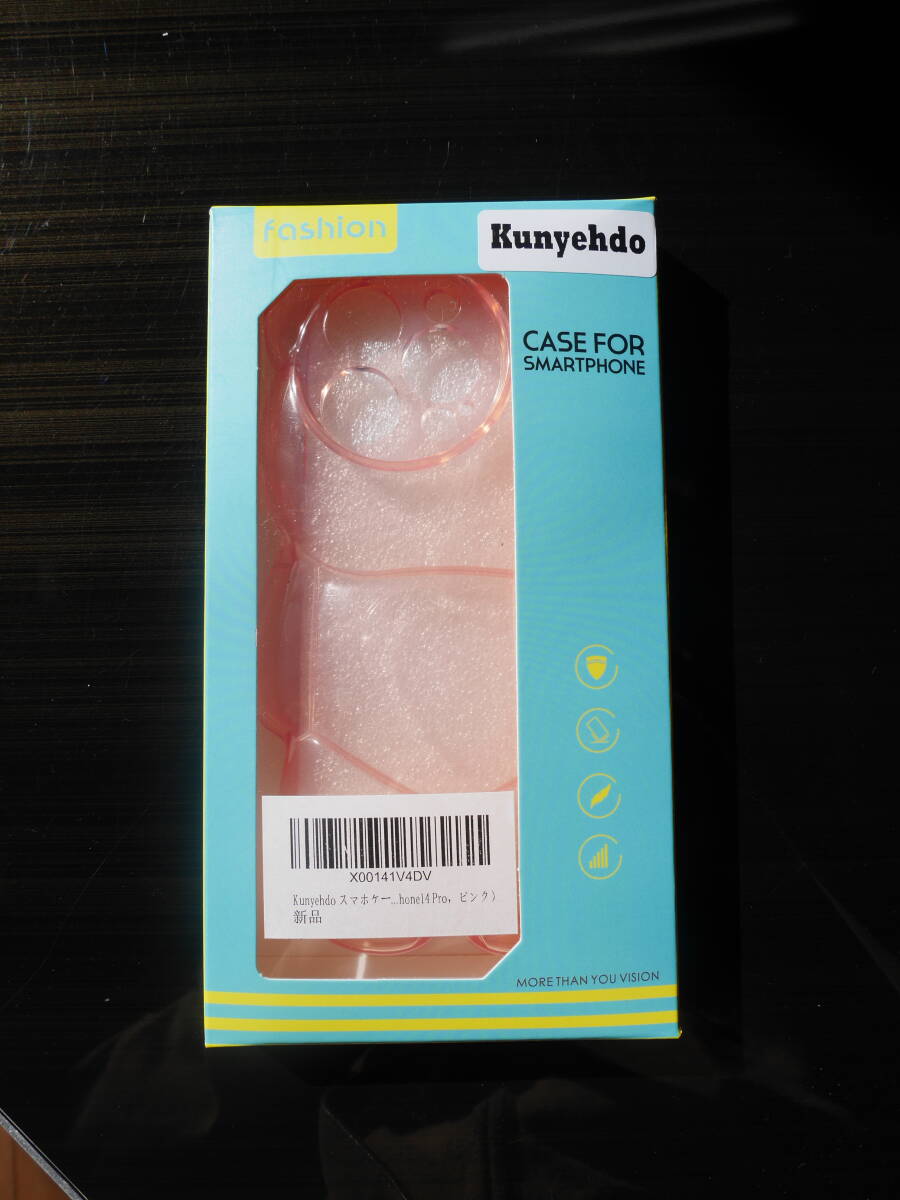 fashion
Kunyehdo
CASE FOR
SMARTPHONE
X00141V4DV
Kunyehdo スマホケー...hone14 Pro, ピンク)
新品
MORE THAN YOU VISION